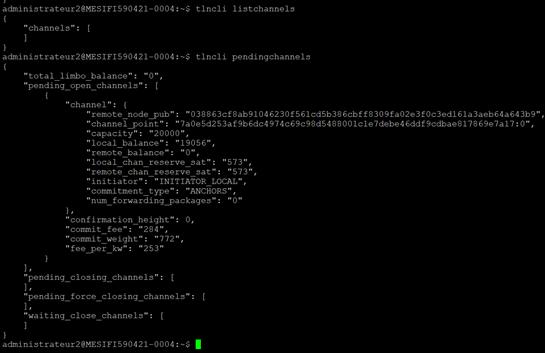 }
administrateur2@MESIFI590421-0004:~$ tlncli listchannels
{
    "channels": [
    ]
}
administrateur2@MESIFI590421-0004:~$ tlncli pendingchannels
{
    "total_limbo_balance": "0",
    "pending_open_channels": [
        {
            "channel": {
                "remote_node_pub": "038863cf8ab91046230f561cd5b386cbff8309fa02e3f0c3ed161a3aeb64a643b9",
                "channel_point": "7a0e5d253af9b6dc4974c69c98d5488001c1e7debe46ddf9cdbae817869e7a17:0",
                "capacity": "20000",
                "local_balance": "19056",
                "remote_balance": "0",
                "local_chan_reserve_sat": "573",
                "remote_chan_reserve_sat": "573",
                "initiator": "INITIATOR_LOCAL",
                "commitment_type": "ANCHORS",
                "num_forwarding_packages": "0"
            },
            "confirmation_height": 0,
            "commit_fee": "284",
            "commit_weight": "772",
            "fee_per_kw": "253"
        }
    ],
    "pending_closing_channels": [
    ],
    "pending_force_closing_channels": [
    ],
    "waiting_close_channels": [
    ]
}
administrateur2@MESIFI590421-0004:~$